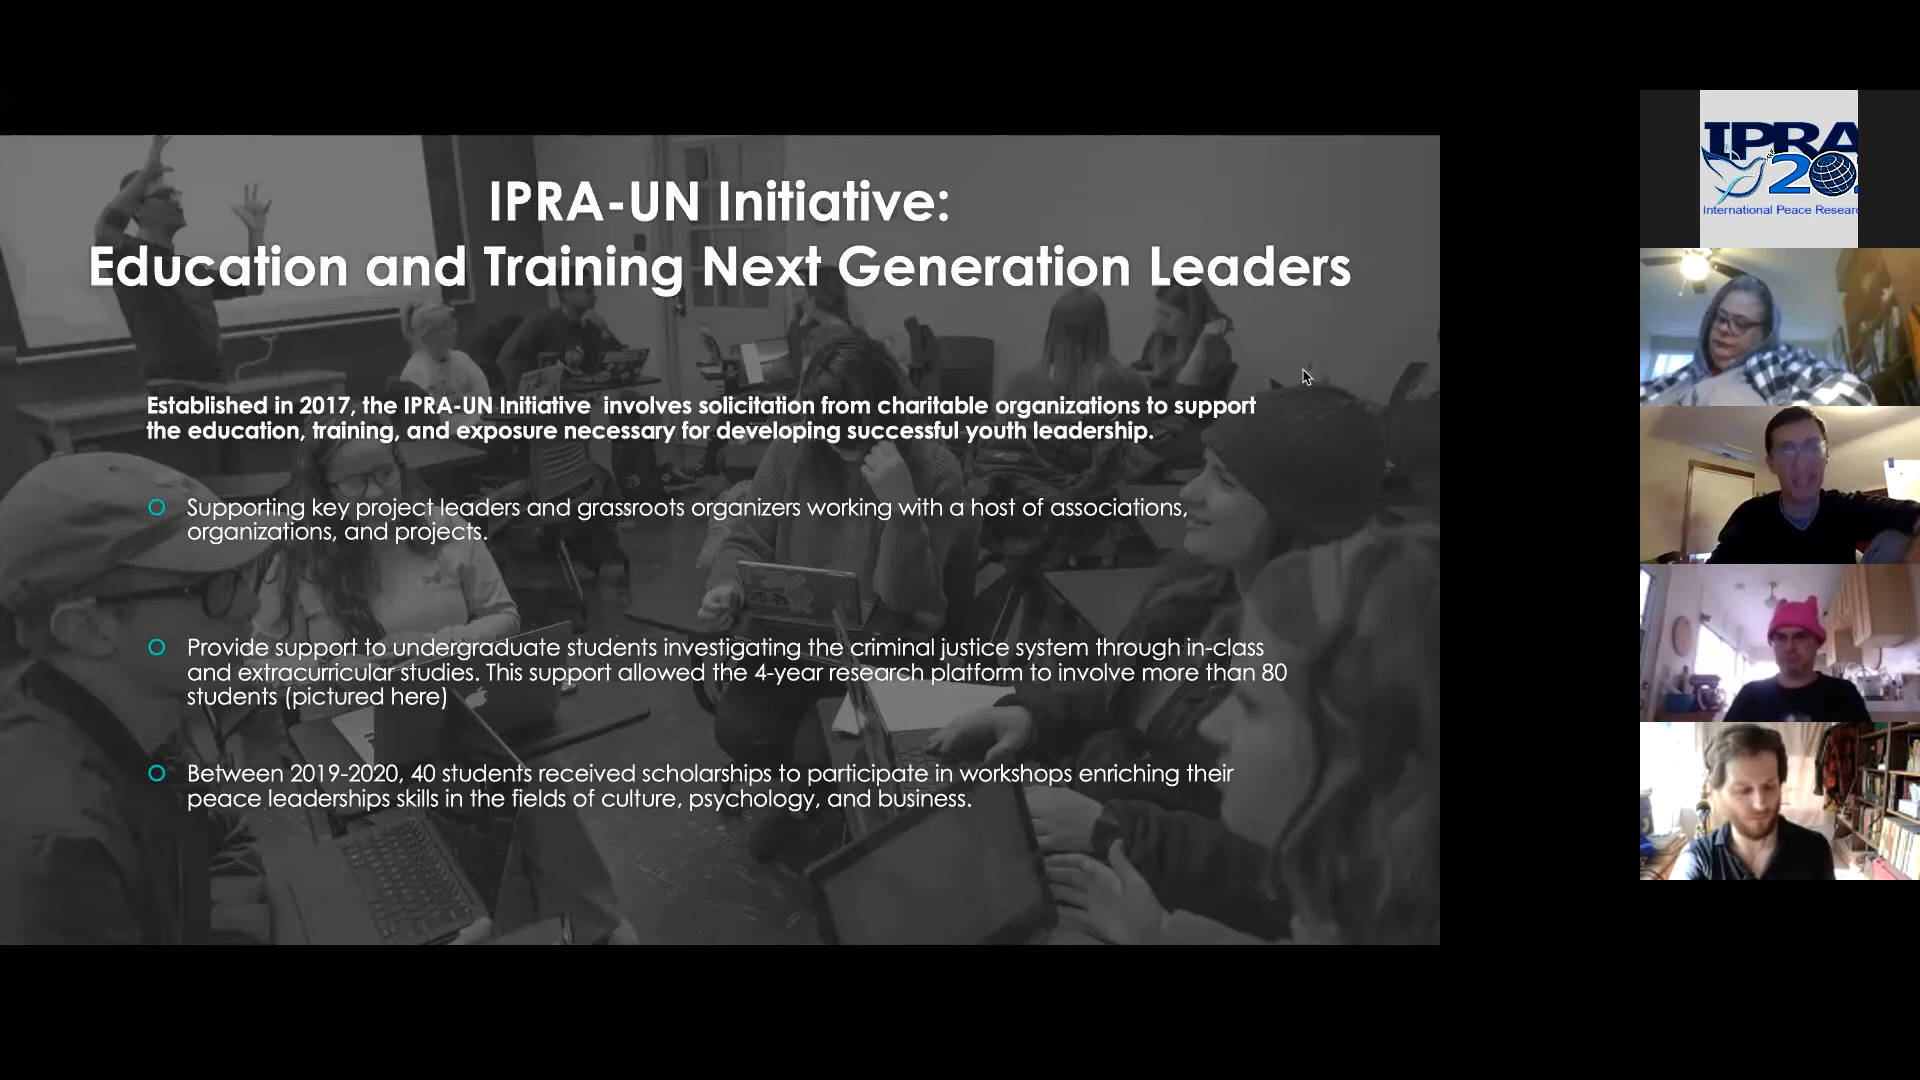 IPRA-UN Initiative:
Education and Training Next Generation Leaders
Established in 2017, the IPRA-UN Initiative involves solicitation from charitable organizations to support
the education, training, and exposure necessary for developing successful youth leadership.
Supporting key project leaders and grassroots organizers working with a host of associations,
organizations, and projects.
Provide support to undergraduate students investigating the criminal justice system through in-class
and extracurricular studies. This support allowed the 4-year research platform to involve more than 80
students (pictured here)
Between 2019-2020, 40 students received scholarships to participate in workshops enriching their
peace leaderships skills in the fields of culture, psychology, and business.
IPRA
20
International Peace Resear